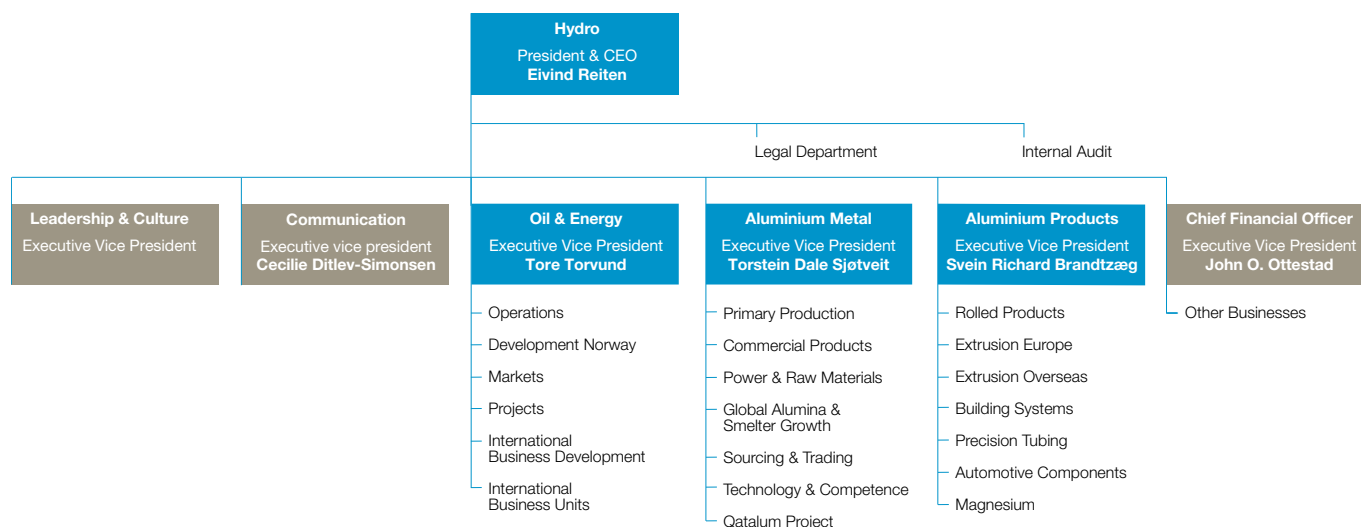 Hydro
President & CEO
Eivind Reiten
Legal Department
Internal Audit
Leadership & Culture
Executive Vice President
Communication
Executive vice president
Cecilie Ditlev-Simonsen
Oil & Energy
Executive Vice President
Tore Torvund
Operations
Development Norway
Markets
Projects
International
Business Development
International
Business Units
Aluminium Metal
Executive Vice President
Torstein Dale Sjøtveit
Primary Production
Commercial Products
Power & Raw Materials
Global Alumina &
Smelter Growth
Sourcing & Trading
Technology & Competence
Qatalum Project
Aluminium Products
Executive Vice President
Svein Richard Brandtzæg
Rolled Products
Extrusion Europe
Extrusion Overseas
Building Systems
Precision Tubing
Automotive Components
Magnesium
Chief Financial Officer
Executive Vice President
John O. Ottestad
Other Businesses